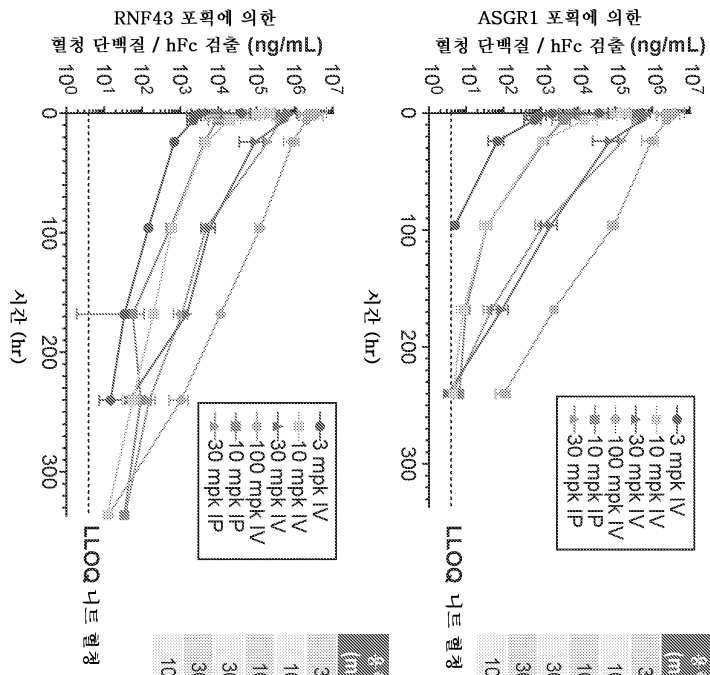 RNF43 포획에 의한
혈청 단백질 / hFc 검출 (ng/mL)
10⁰ 10¹ 10² 10³ 10⁴ 10⁵ 10⁶ 10⁷
0
100
200
300
시간 (hr)
3 mpk IV
10 mpk IV
30 mpk IV
100 mpk IV
10 mpk IP
30 mpk IP
LLOQ 니트 혈청
ASGR1 포획에 의한
혈청 단백질 / hFc 검출 (ng/mL)
10⁰ 10¹ 10² 10³ 10⁴ 10⁵ 10⁶ 10⁷
0
100
200
300
시간 (hr)
3 mpk IV
10 mpk IV
30 mpk IV
100 mpk IV
10 mpk IP
30 mpk IP
LLOQ 니트 혈청